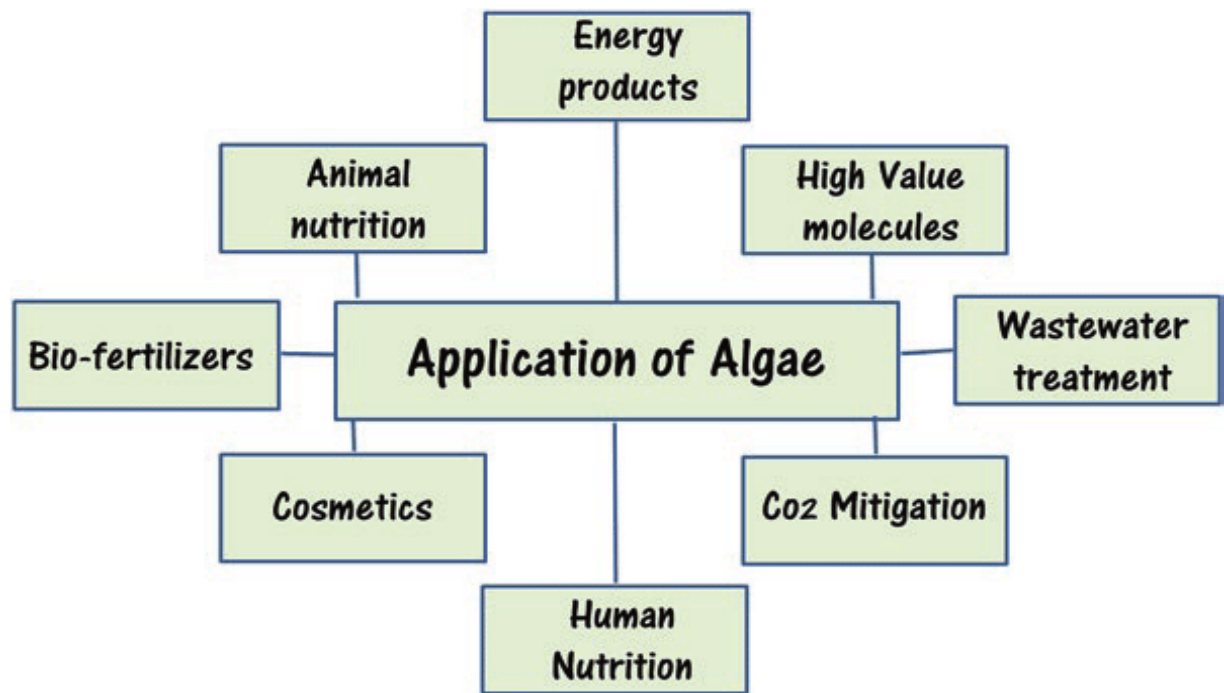 Energy
products
Animal
nutrition
High Value
molecules
Bio-fertilizers
Application of Algae
Wastewater
treatment
Cosmetics
Co2 Mitigation
Human
Nutrition